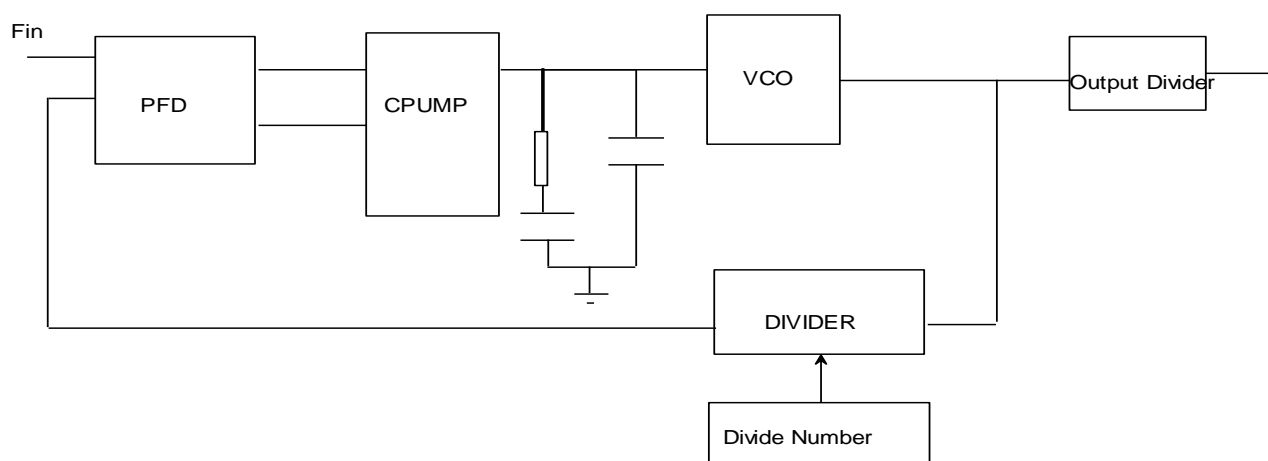 Fin
PFD
CPUMP
VCO
Output Divider
DIVIDER
Divide Number